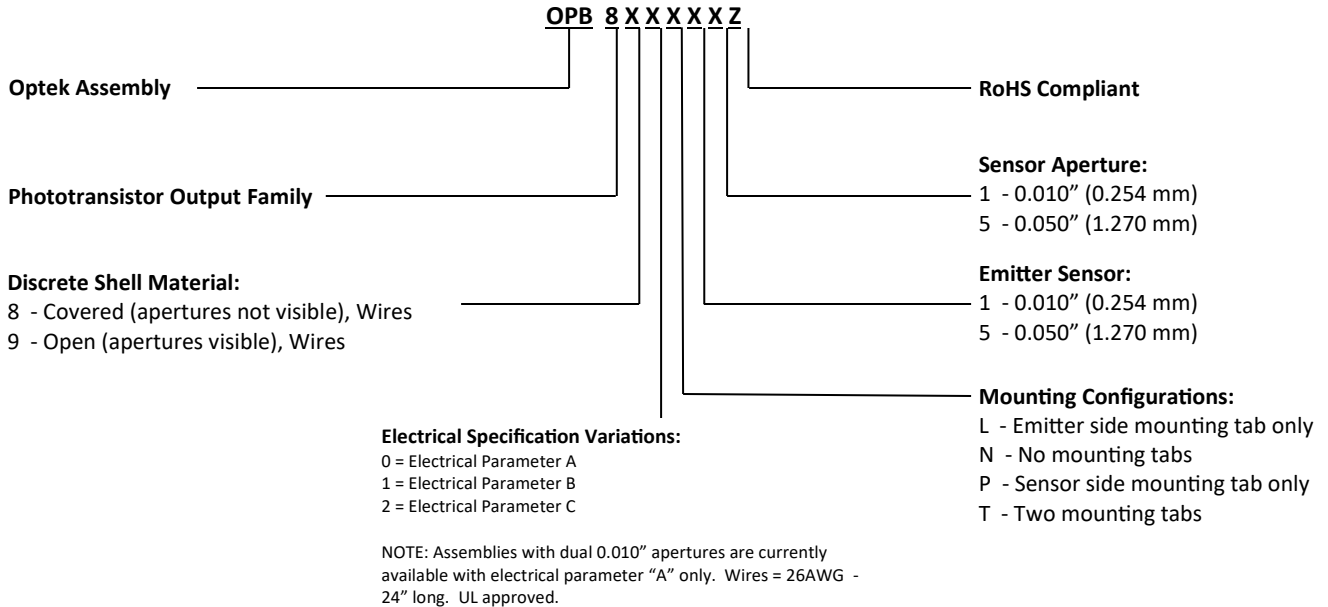 OPB 8 X X X X X Z
Optek Assembly
RoHS Compliant
Phototransistor Output Family
Sensor Aperture:
1 - 0.010” (0.254 mm)
5 - 0.050” (1.270 mm)
Discrete Shell Material:
8 - Covered (apertures not visible), Wires
9 - Open (apertures visible), Wires
Emitter Sensor:
1 - 0.010” (0.254 mm)
5 - 0.050” (1.270 mm)
Mounting Configurations:
L - Emitter side mounting tab only
N - No mounting tabs
P - Sensor side mounting tab only
T - Two mounting tabs
Electrical Specification Variations:
0 = Electrical Parameter A
1 = Electrical Parameter B
2 = Electrical Parameter C
NOTE: Assemblies with dual 0.010” apertures are currently
available with electrical parameter “A” only. Wires = 26AWG -
24” long. UL approved.